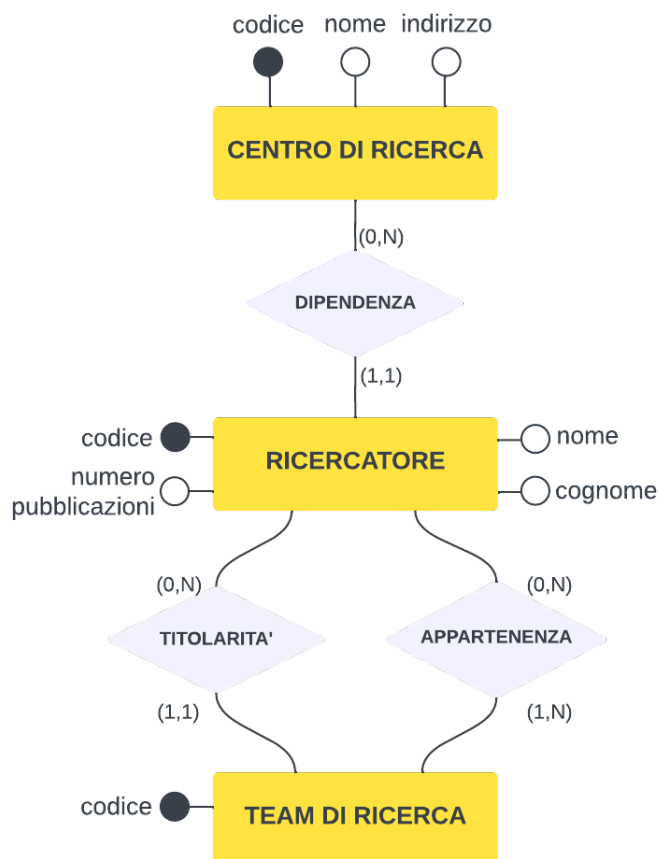 codice nome indirizzo
CENTRO DI RICERCA
(0,N)
DIPENDENZA
(1,1)
codice
nome
RICERCATORE
numero
pubblicazioni
cognome
(0,N) (0,N)
TITOLARITA' APPARTENENZA
(1,1) (1,N)
codice
TEAM DI RICERCA